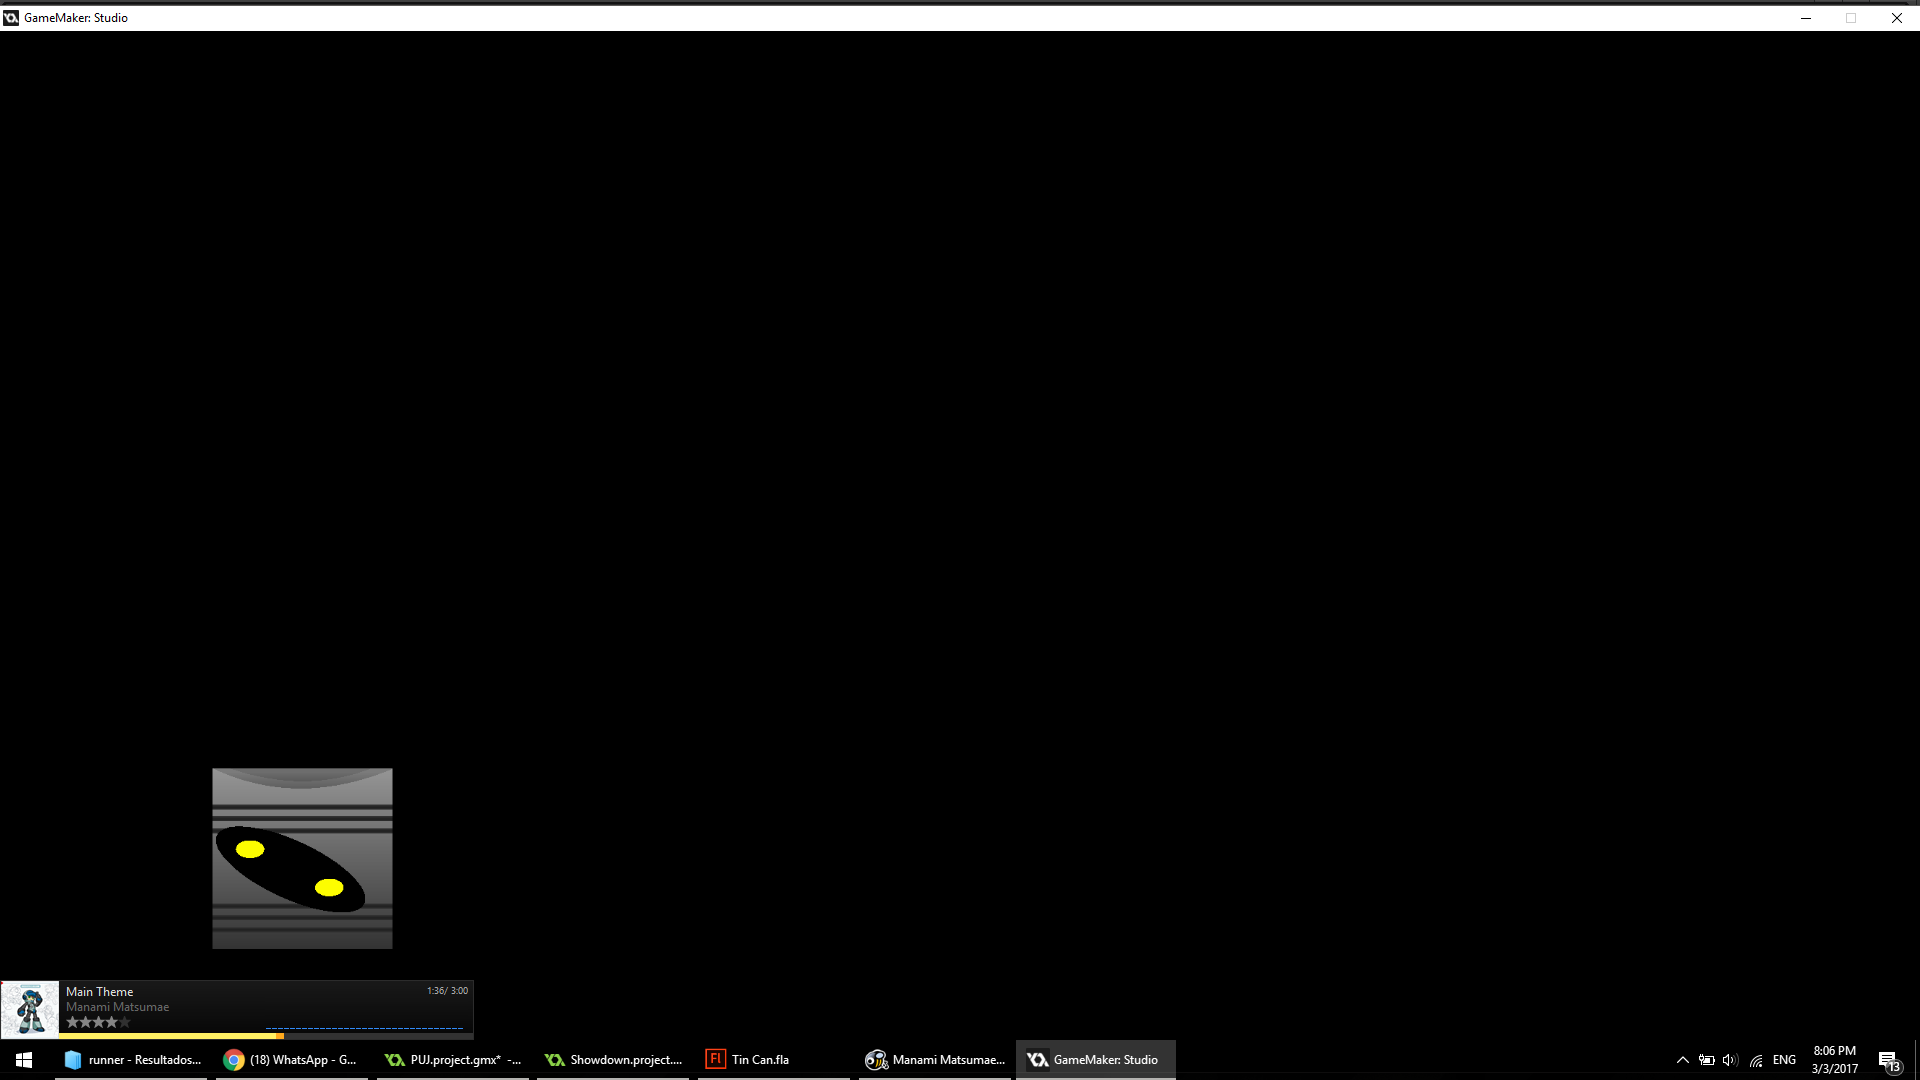 GameMaker: Studio
Main Theme
1:36/ 3:00
Manami Matsumae
runner - Resultados...
(18) WhatsApp - G...
PUJ.project.gmx* -...
Showdown.project....
Fl
Tin Can.fla
Manami Matsumae...
GameMaker: Studio
ENG
8:06 PM
3/3/2017
13